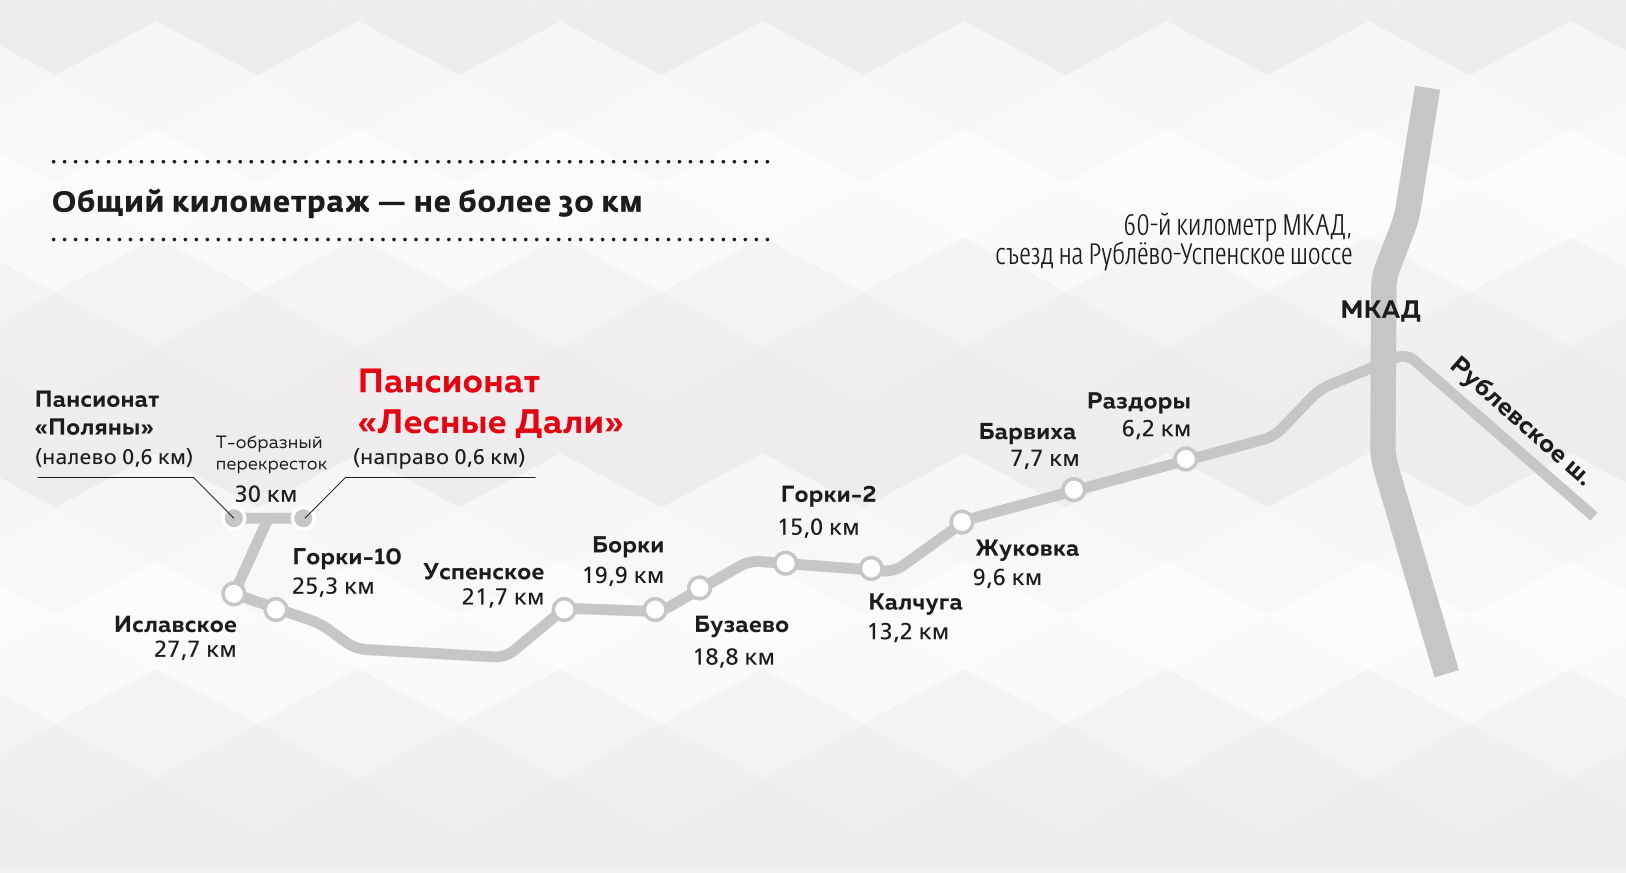 Общий километраж — не более 30 км
60-й километр МКАД,
съезд на Рублёво-Успенское шоссе
МКАД
Рублевское ш.
Пансионат
«Поляны»
(налево 0,6 км)
Т-образный
перекресток
30 км
Пансионат
«Лесные Дали»
(направо 0,6 км)
Раздоры
6,2 км
Барвиха
7,7 км
Жуковка
9,6 км
Калчуга
13,2 км
Горки-2
15,0 км
Бузаево
18,8 км
Борки
19,9 км
Успенское
21,7 км
Горки-10
25,3 км
Иславское
27,7 км